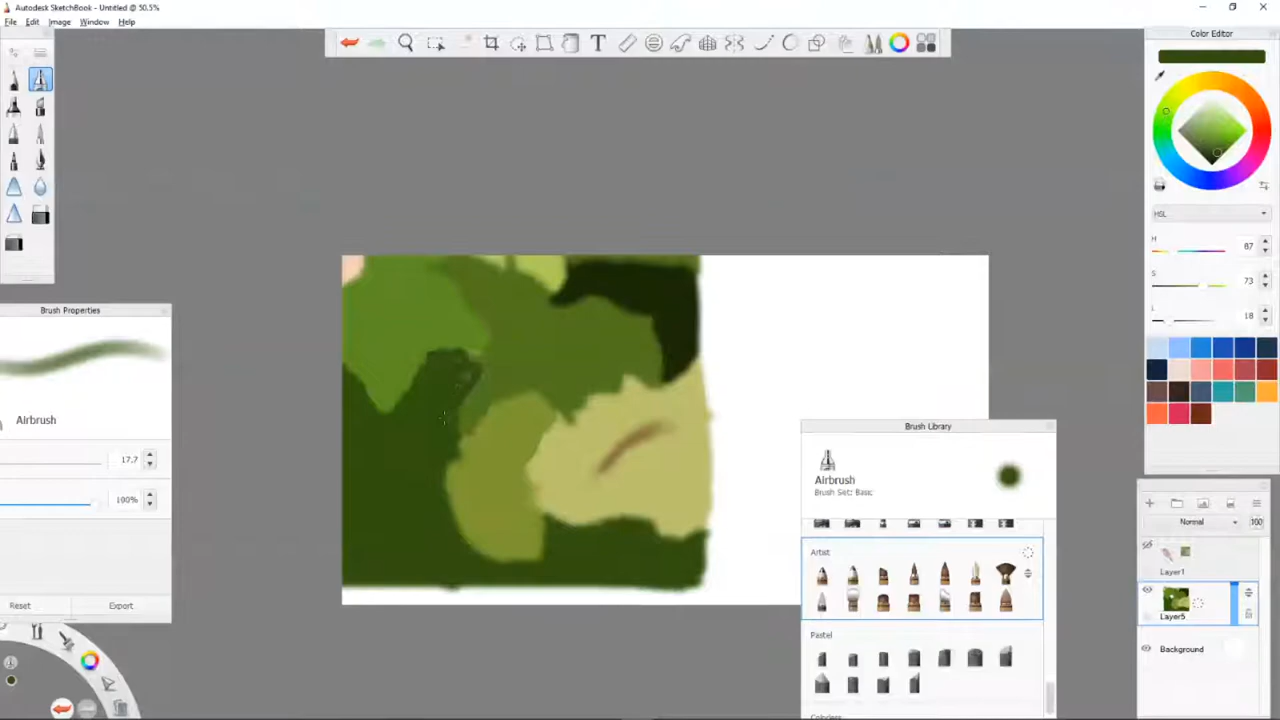 Autodesk SketchBook - Untitled @ 50.5%
File Edit Image Window Help
T
Color Editor
HSL
H 87
S 73
L 18
Brush Properties
Airbrush
17.7
100%
Reset Export
Brush Library
Airbrush
Brush Set: Basic
Artist
Pastel
Normal 100
Layer1
Layer5
Background